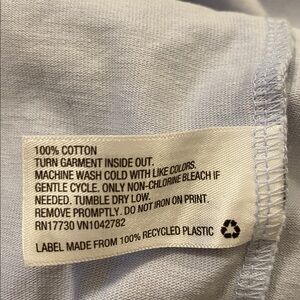 100% COTTON
TURN GARMENT INSIDE OUT.
MACHINE WASH COLD WITH LIKE COLORS.
GENTLE CYCLE. ONLY NON-CHLORINE BLEACH IF
NEEDED. TUMBLE DRY LOW.
REMOVE PROMPTLY. DO NOT IRON ON PRINT.
RN17730 VN1042782
LABEL MADE FROM 100% RECYCLED PLASTIC